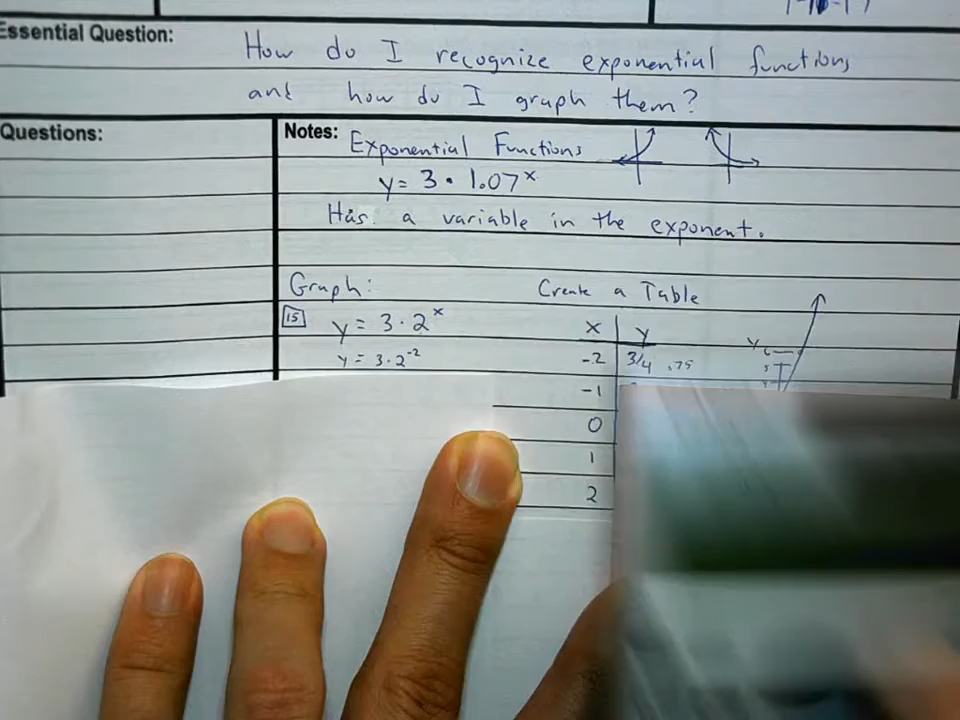 Essential Question: How do I recognize exponential functions
and how do I graph them?
Questions:
Notes: Exponential Functions
y = 3 · 1.07^x
Has a variable in the exponent.
Graph: Create a Table
15 y = 3 · 2^x
x y
y = 3 · 2^-2
-2 3/4 .75
-1
0
1
2
y
6
5